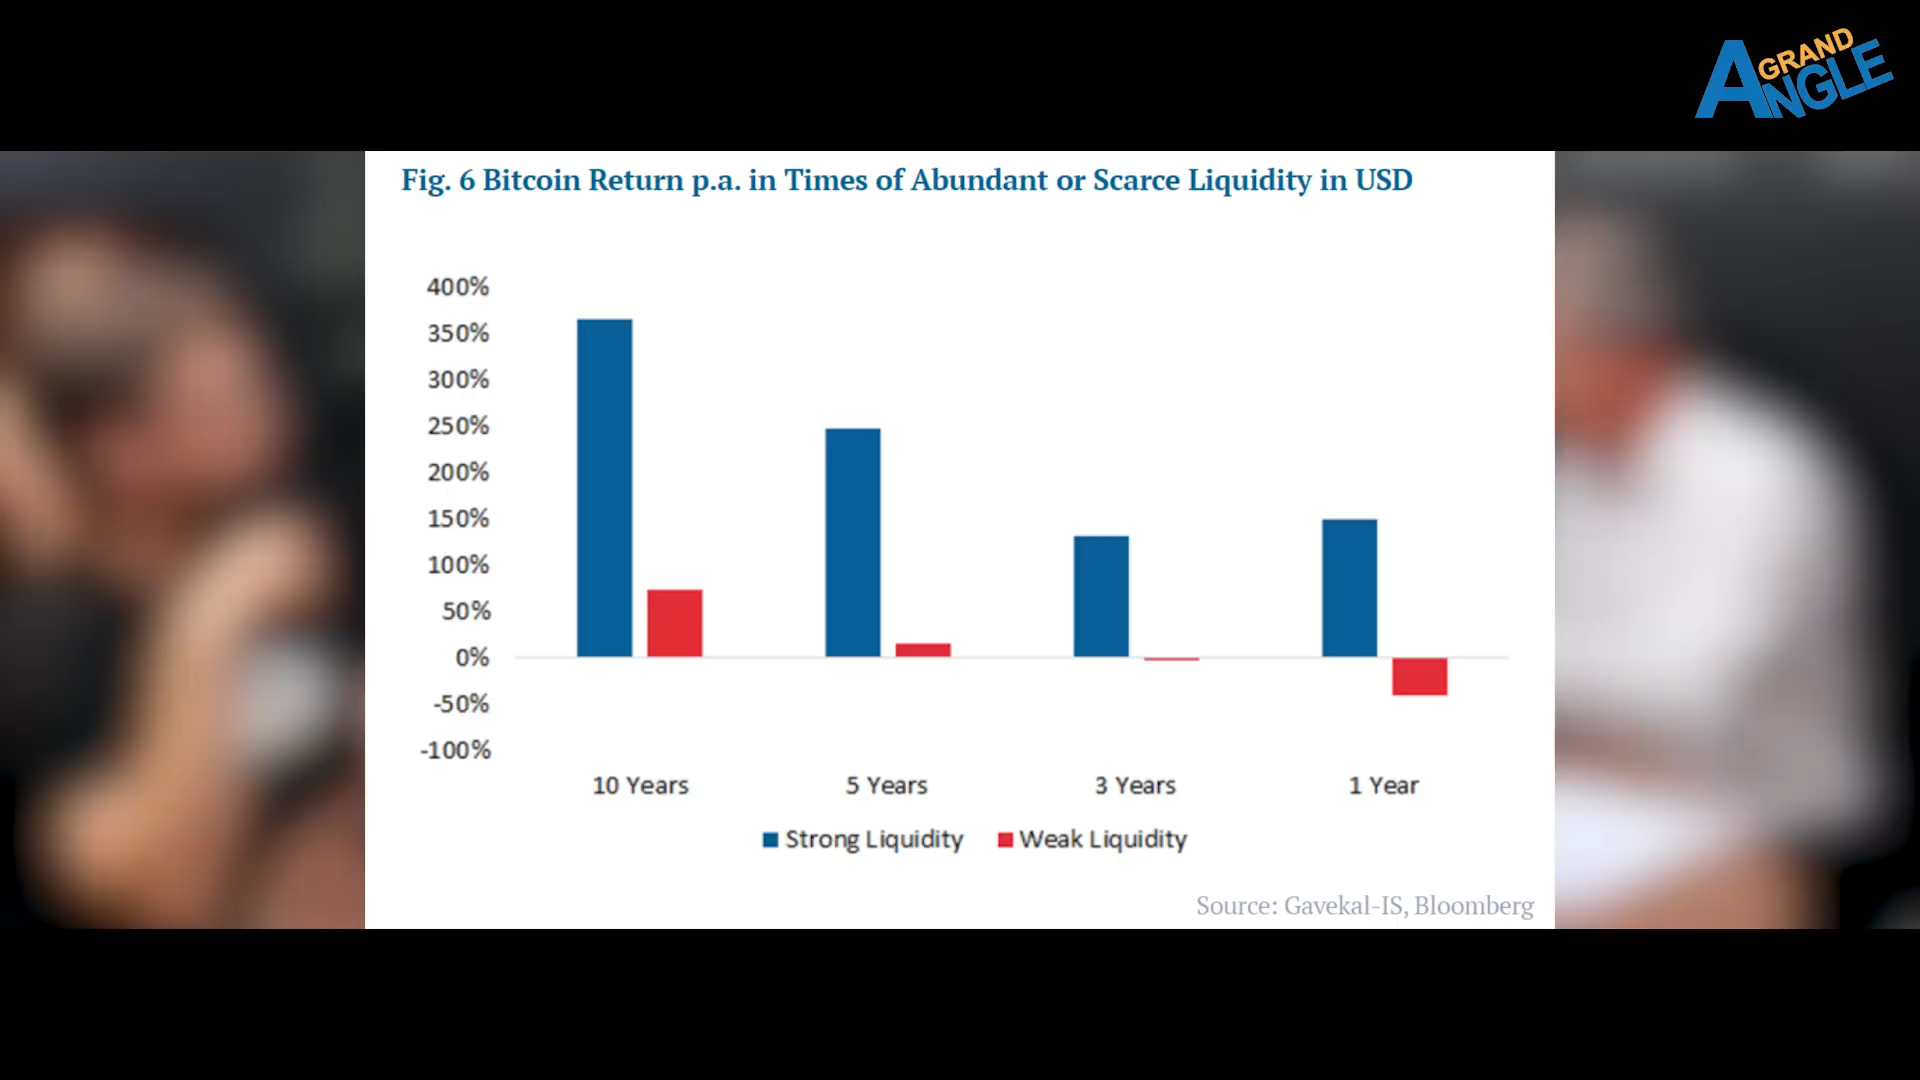 GRAND
ANGLE
Fig. 6 Bitcoin Return p.a. in Times of Abundant or Scarce Liquidity in USD
400%
350%
300%
250%
200%
150%
100%
50%
0%
-50%
-100%
10 Years 5 Years 3 Years 1 Year
Strong Liquidity Weak Liquidity
Source: Gavekal-IS, Bloomberg